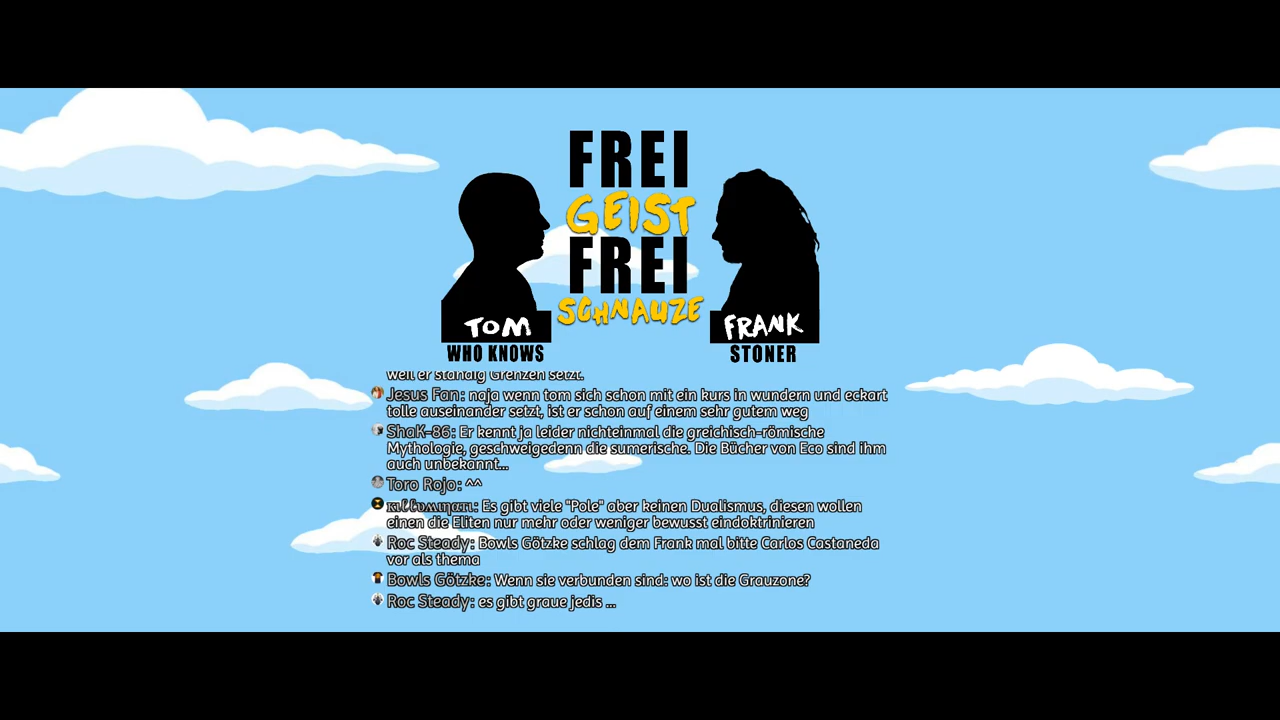 FREI
GEIST
FREI
SCHNAUZE
TOM
WHO KNOWS
FRANK
STONER
weil er ständig Grenzen setzt.
Jesus Fan: naja wenn tom sich schon mit ein kurs in wundern und eckart
tolle auseinander setzt, ist er schon auf einem sehr gutem weg
ShaK-86: Er kennt ja leider nichteinmal die greichisch-römische
Mythologie, geschweigedenn die sumerische. Die Bücher von Eco sind ihm
auch unbekannt...
Toro Rojo: ^^
Es gibt viele "Pole" aber keinen Dualismus, diesen wollen
einen die Eliten nur mehr oder weniger bewusst eindoktrinieren
Roc Steady: Bowls Götzke schlag dem Frank mal bitte Carlos Castaneda
vor als thema
Bowls Götzke: Wenn sie verbunden sind: wo ist die Grauzone?
Roc Steady: es gibt graue jedis ...